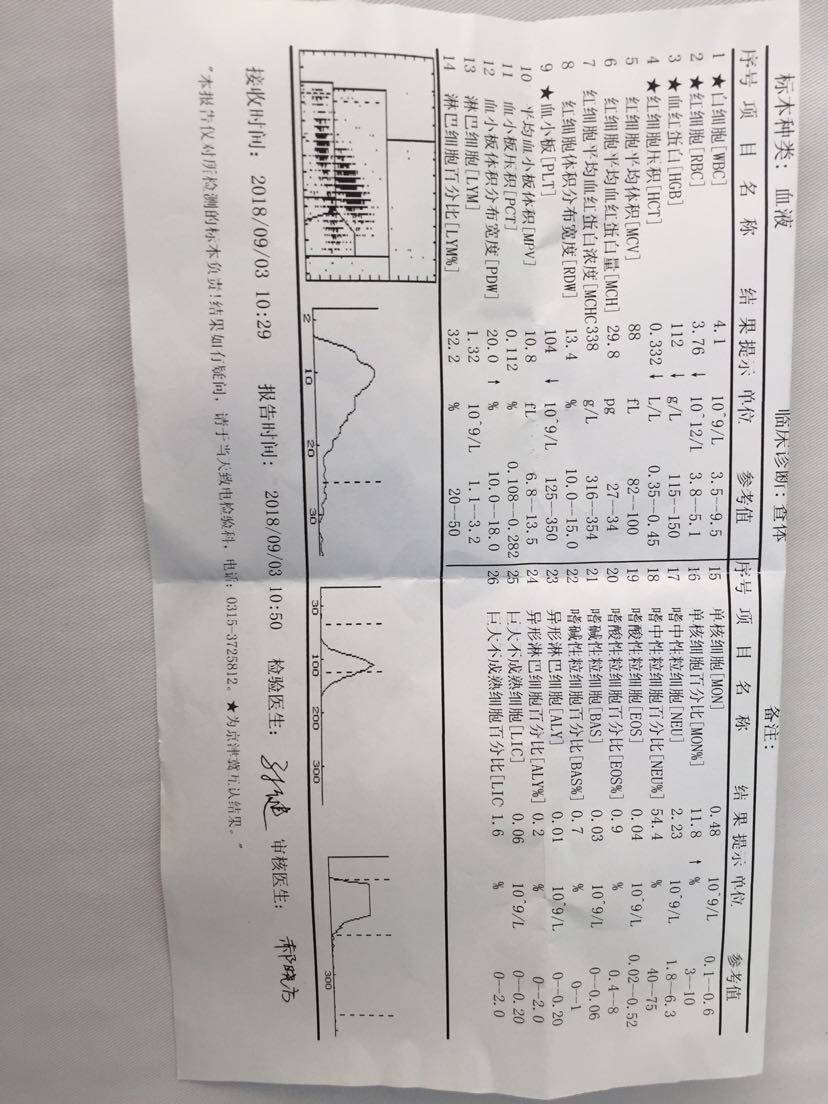 标本种类: 血液 临床诊断: 查体 备注:
序号 项目名称 结果 提示 单位 参考值 序号 项目名称 结果 提示 单位 参考值
1 ★白细胞[WBC] 4.1 10^9/L 3.5--9.5 15 单核细胞[MON] 0.48 10^9/L 0.1--0.6
2 ★红细胞[RBC] 3.76 ↓ 10^12/L 3.8--5.1 16 单核细胞百分比[MON%] 11.8 ↑ % 3--10
3 ★血红蛋白[HGB] 112 ↓ g/L 115--150 17 嗜中性粒细胞[NEU] 2.23 10^9/L 1.8--6.3
4 ★红细胞压积[HCT] 0.332 ↓ L/L 0.35--0.45 18 嗜中性粒细胞百分比[NEU%] 54.4 % 40--75
5 红细胞平均体积[MCV] 88 fL 82--100 19 嗜酸性粒细胞[EOS] 0.04 10^9/L 0.02--0.52
6 红细胞平均血红蛋白量[MCH] 29.8 pg 27--34 20 嗜酸性粒细胞百分比[EOS%] 0.9 % 0.4--8
7 红细胞平均血红蛋白浓度[MCHC 338 g/L 316--354 21 嗜碱性粒细胞[BAS] 0.03 10^9/L 0--0.06
8 红细胞体积分布宽度[RDW] 13.4 % 10.0--15.0 22 嗜碱性粒细胞百分比[BAS%] 0.7 % 0--1
9 ★血小板[PLT] 104 ↓ 10^9/L 125--350 23 异形淋巴细胞[ALY] 0.01 10^9/L 0--0.20
10 平均血小板体积[MPV] 10.8 fL 6.8--13.5 24 异形淋巴细胞百分比[ALY%] 0.2 % 0--2.0
11 血小板压积[PCT] 0.112 % 0.108--0.282 25 巨大不成熟细胞[LIC] 0.06 10^9/L 0--0.20
12 血小板体积分布宽度[PDW] 20.0 ↑ % 10.0--18.0 26 巨大不成熟细胞百分比[LIC 1.6 % 0--2.0
13 淋巴细胞[LYM] 1.32 10^9/L 1.1--3.2
14 淋巴细胞百分比[LYM%] 32.2 % 20--50
2 10 20 30 30 100 200 300 300
接收时间: 2018/09/03 10:29 报告时间: 2018/09/03 10:50 检验医生: 审核医生: 郝晓方
"本报告仅对所检测的标本负责!结果如有疑问, 请于当天致电检验科, 电话: 0315-3725812。★为京津冀互认结果。"